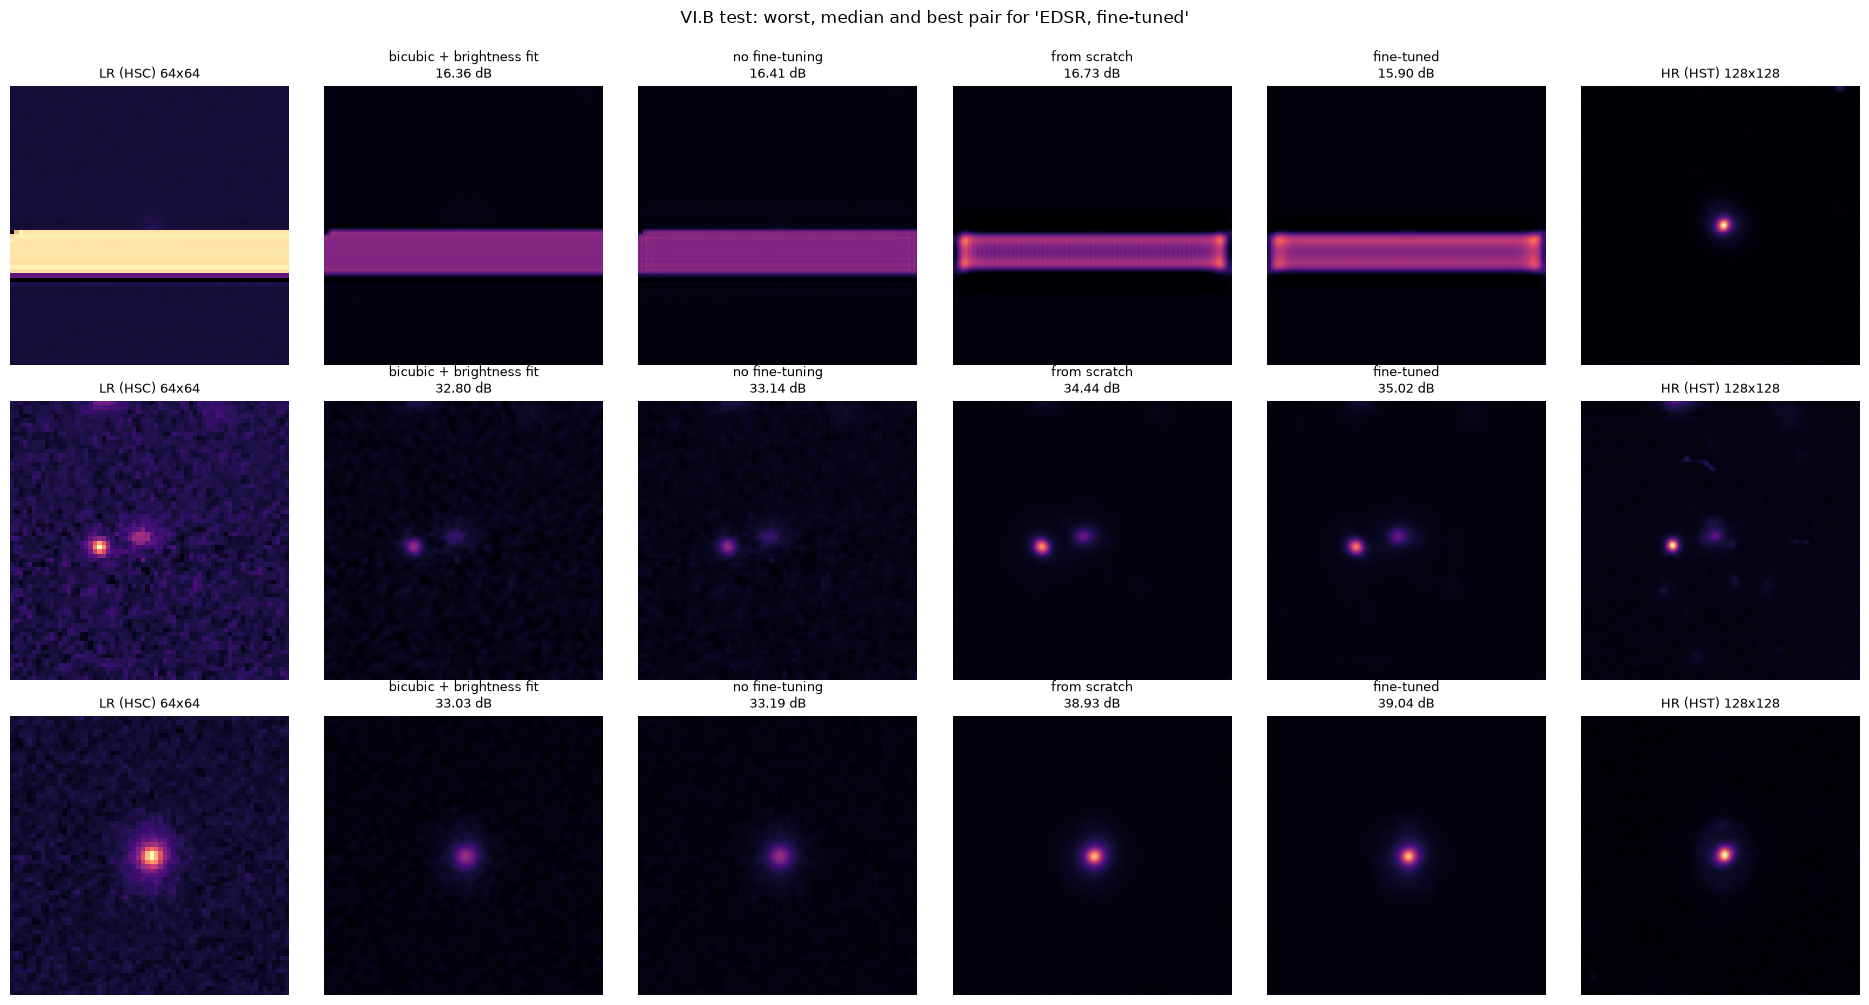 VI.B test: worst, median and best pair for 'EDSR, fine-tuned'
LR (HSC) 64x64
bicubic + brightness fit
16.36 dB
no fine-tuning
16.41 dB
from scratch
16.73 dB
fine-tuned
15.90 dB
HR (HST) 128x128
LR (HSC) 64x64
bicubic + brightness fit
32.80 dB
no fine-tuning
33.14 dB
from scratch
34.44 dB
fine-tuned
35.02 dB
HR (HST) 128x128
LR (HSC) 64x64
bicubic + brightness fit
33.03 dB
no fine-tuning
33.19 dB
from scratch
38.93 dB
fine-tuned
39.04 dB
HR (HST) 128x128